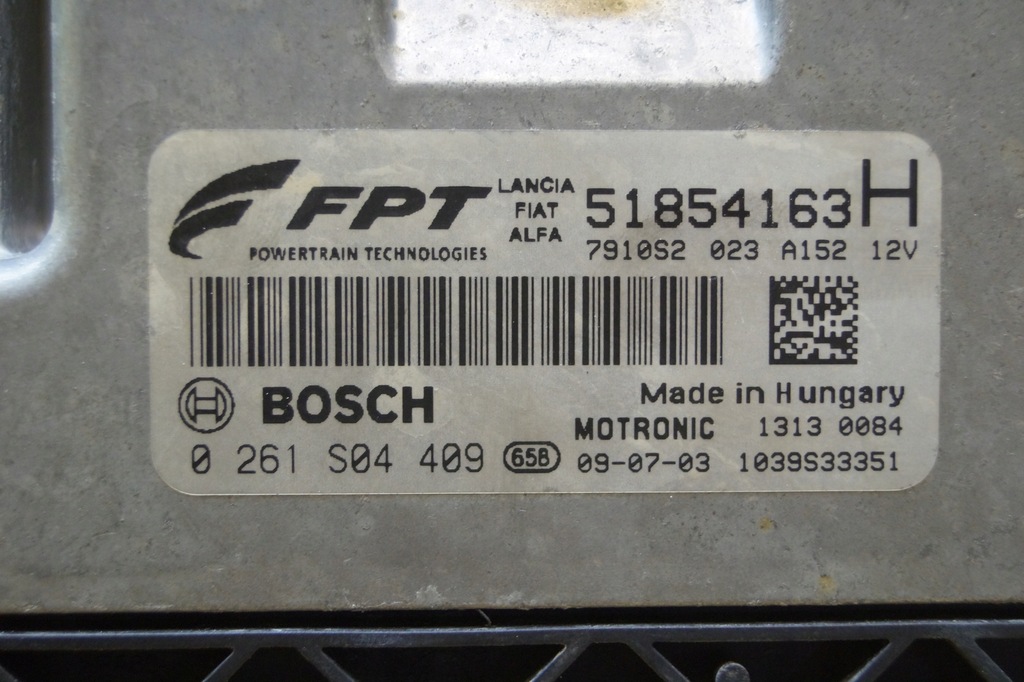 FPT
POWERTRAIN TECHNOLOGIES
LANCIA
FIAT
ALFA
51854163 H
7910S2 023 A152 12V
BOSCH
Made in Hungary
MOTRONIC 1313 0084
0 261 S04 409 65B 09-07-03 1039S33351